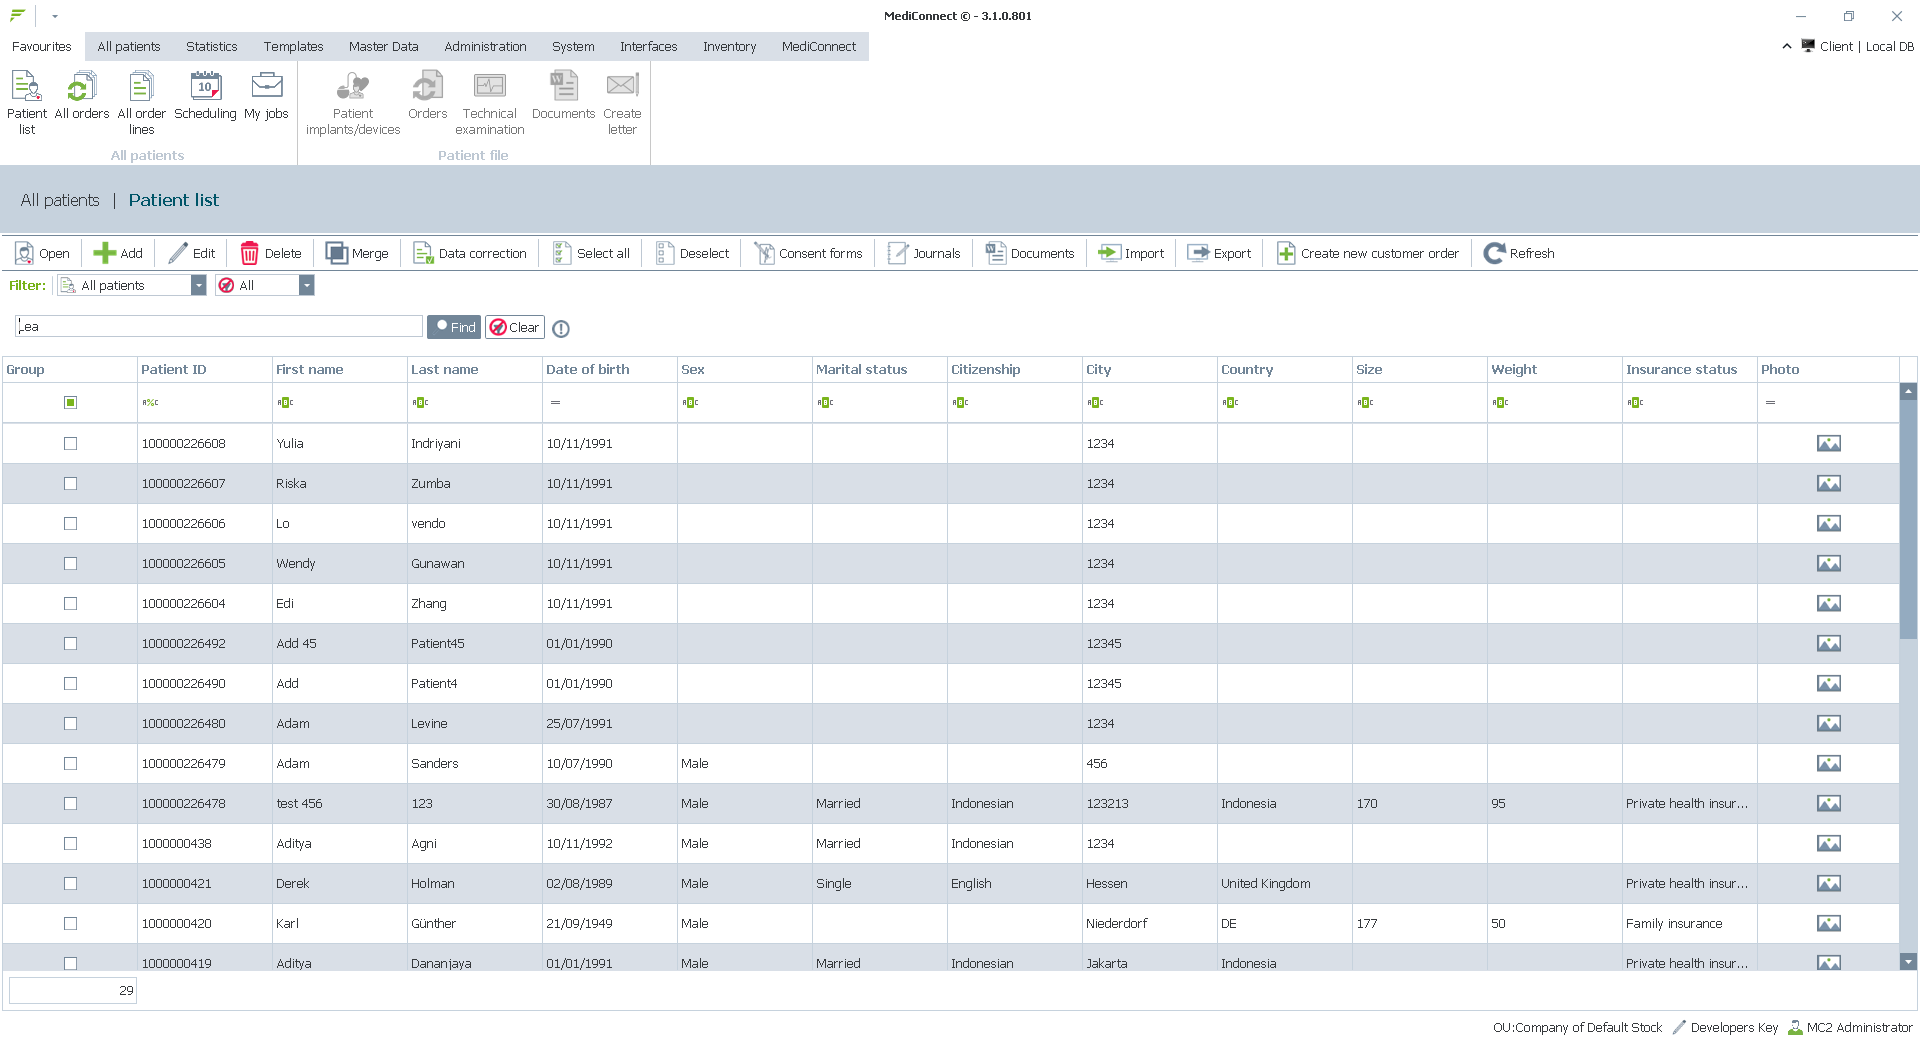 MediConnect © - 3.1.0.801
Favourites All patients Statistics Templates Master Data Administration System Interfaces Inventory MediConnect
Client | Local DB
Patient list All orders All order lines Scheduling My jobs
Patient implants/devices Orders Technical examination Documents Create letter
All patients Patient file
All patients | Patient list
Open Add Edit Delete Merge Data correction Select all Deselect Consent forms Journals Documents Import Export Create new customer order Refresh
Filter: All patients All
Lea Find Clear
Group Patient ID First name Last name Date of birth Sex Marital status Citizenship City Country Size Weight Insurance status Photo
100000226608 Yulia Indriyani 10/11/1991 1234
100000226607 Riska Zumba 10/11/1991 1234
100000226606 Lo vendo 10/11/1991 1234
100000226605 Wendy Gunawan 10/11/1991 1234
100000226604 Edi Zhang 10/11/1991 1234
100000226492 Add 45 Patient45 01/01/1990 12345
100000226490 Add Patient4 01/01/1990 12345
100000226480 Adam Levine 25/07/1991 1234
100000226479 Adam Sanders 10/07/1990 Male 456
100000226478 test 456 123 30/08/1987 Male Married Indonesian 123213 Indonesia 170 95 Private health insur...
1000000438 Aditya Agni 10/11/1992 Male Married Indonesian 1234
1000000421 Derek Holman 02/08/1989 Male Single English Hessen United Kingdom Private health insur...
1000000420 Karl Günther 21/09/1949 Male Niederdorf DE 177 50 Family insurance
1000000419 Aditya Dananjaya 01/01/1991 Male Married Indonesian Jakarta Indonesia Private health insur...
29
OU:Company of Default Stock Developers Key MC2 Administrator